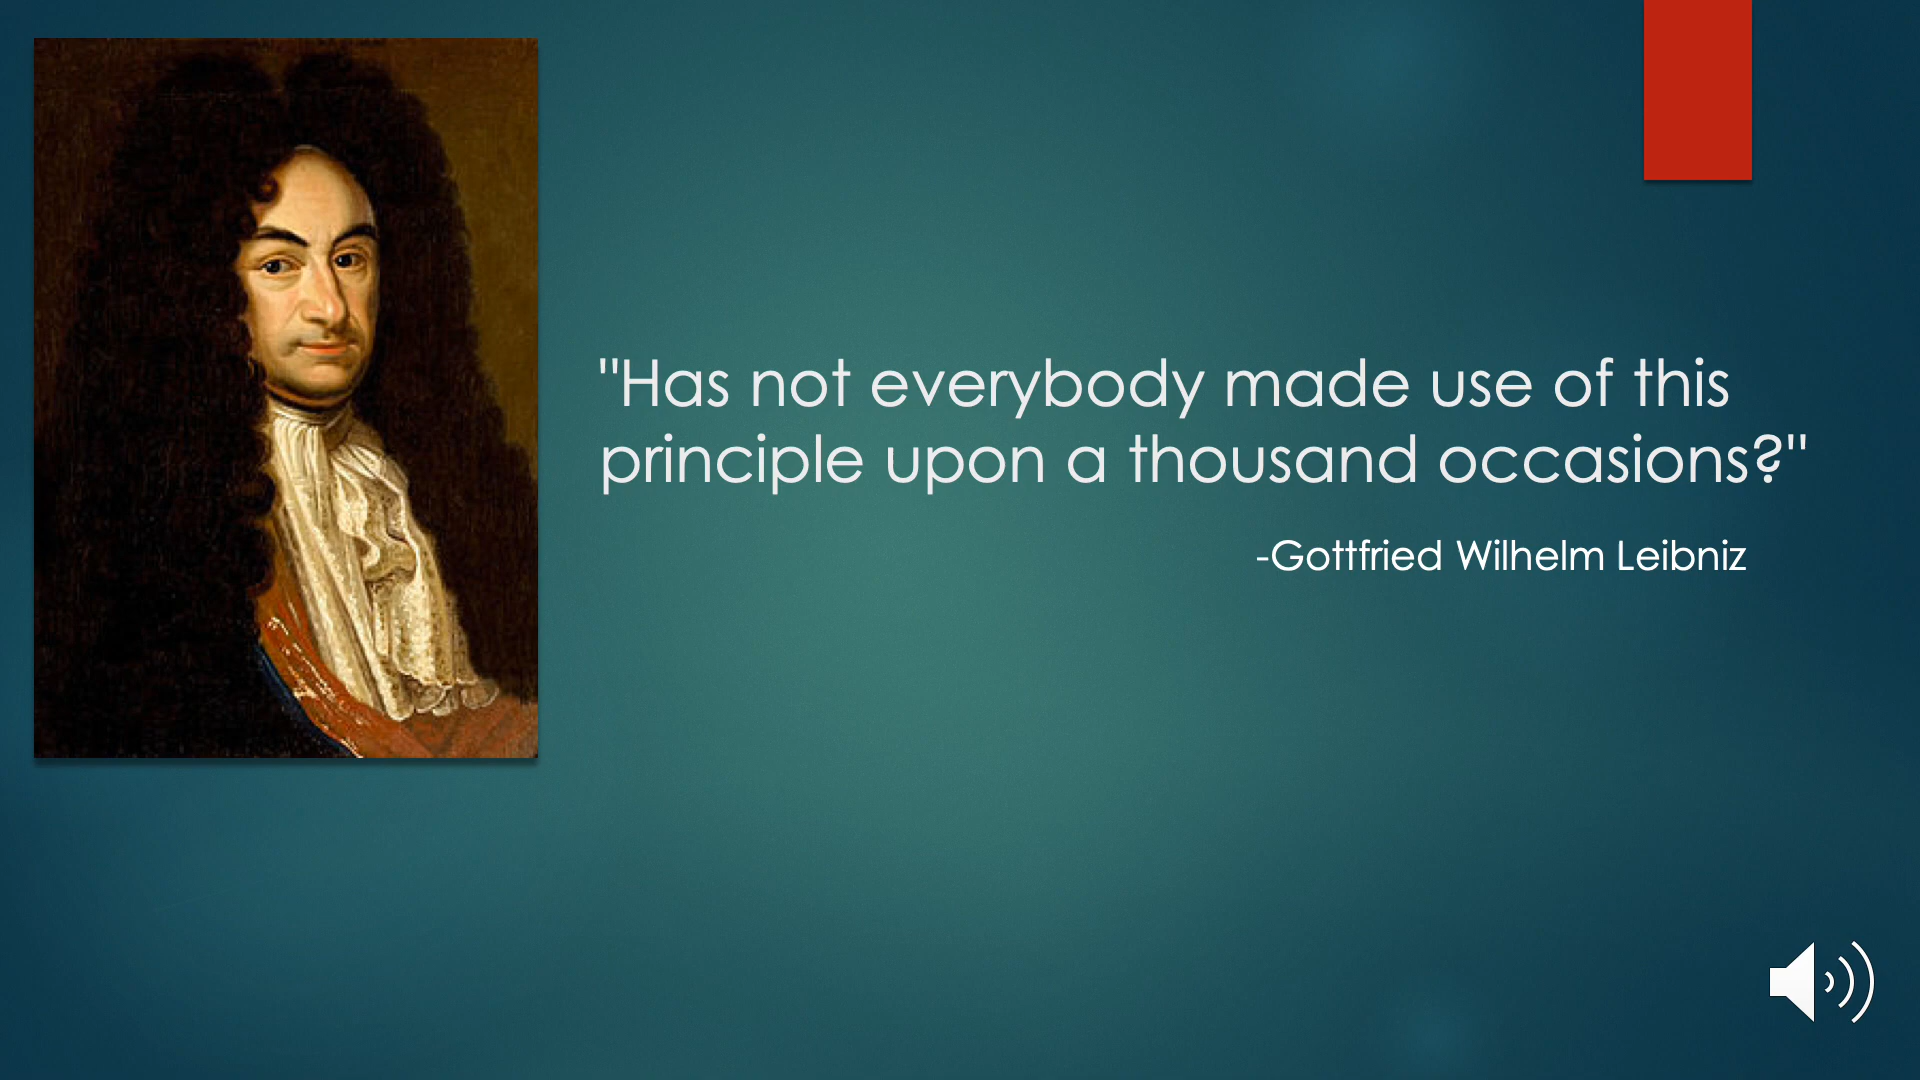 "Has not everybody made use of this
principle upon a thousand occasions?"
-Gottfried Wilhelm Leibniz